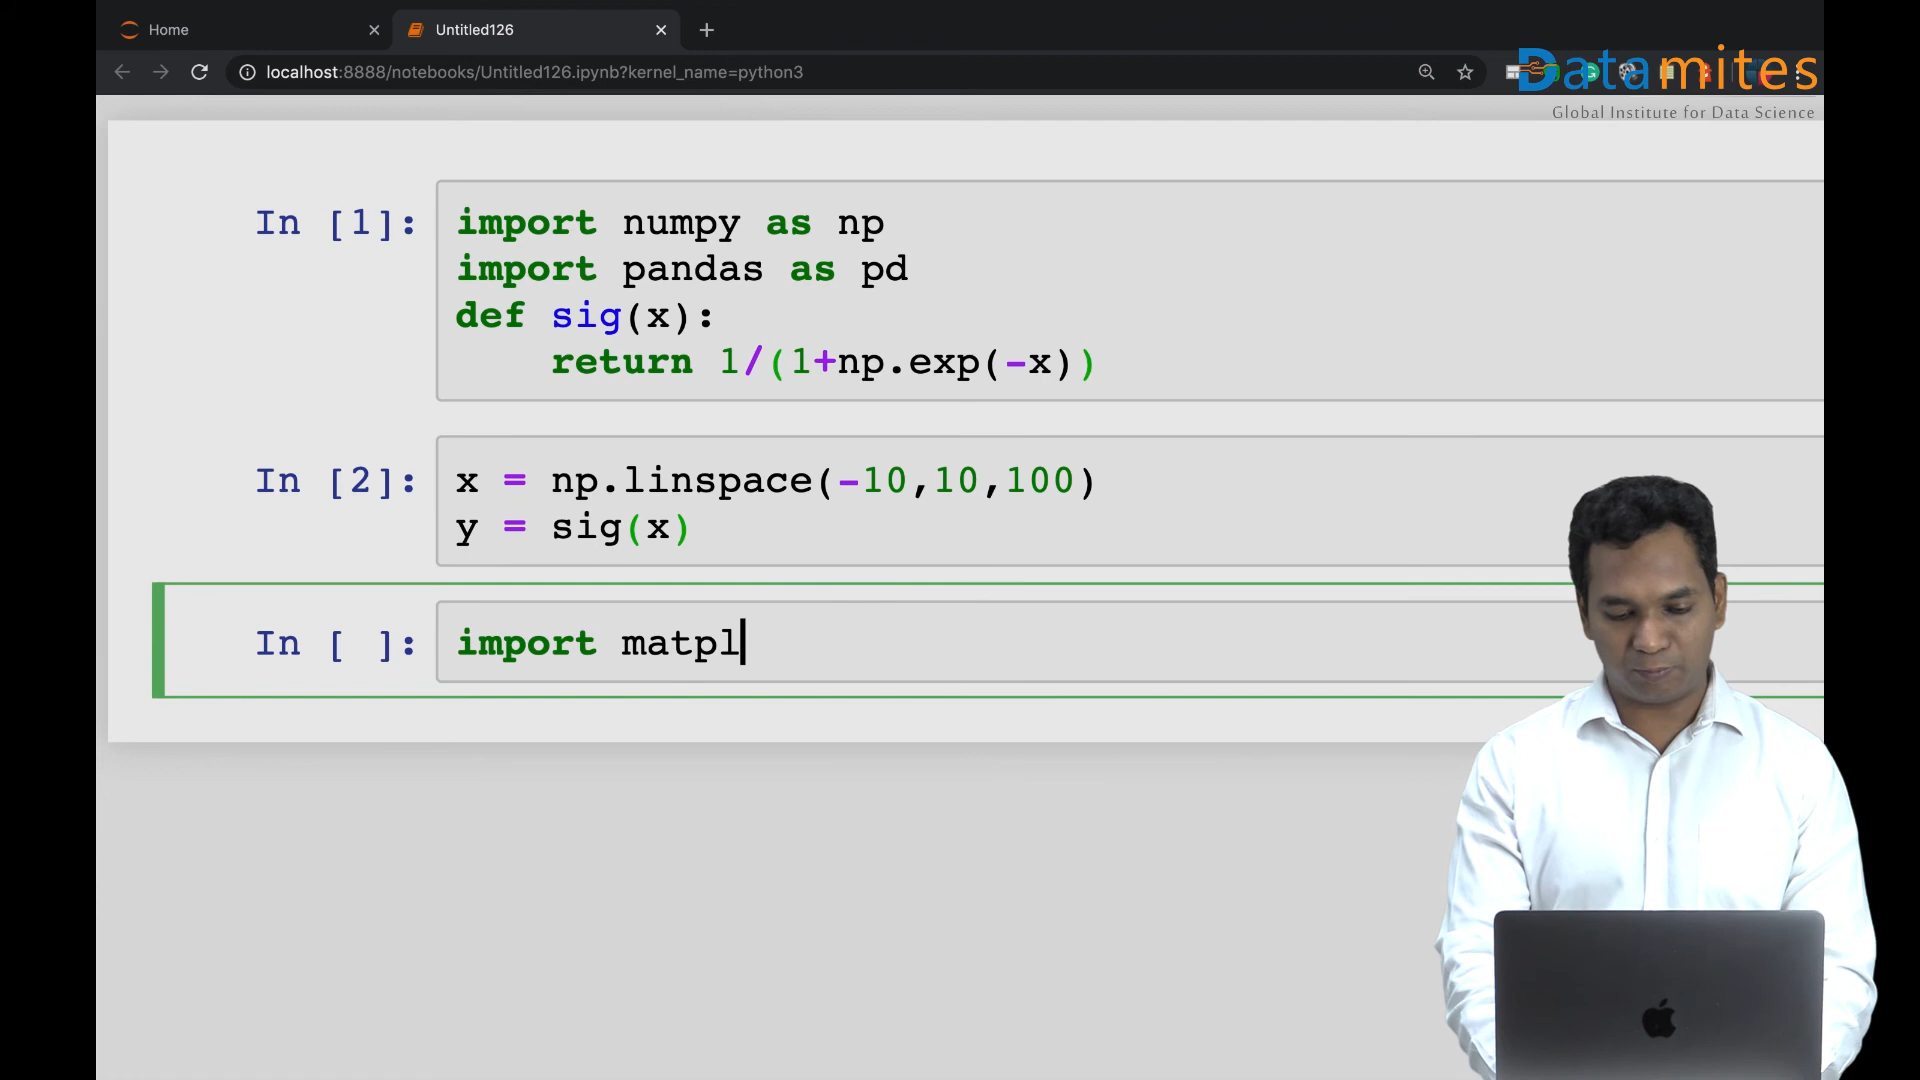 Home
Untitled126
localhost:8888/notebooks/Untitled126.ipynb?kernel_name=python3
Datamites
Global Institute for Data Science
In [1]:
import numpy as np
import pandas as pd
def sig(x):
    return 1/(1+np.exp(-x))
In [2]:
x = np.linspace(-10,10,100)
y = sig(x)
In [ ]:
import matpl